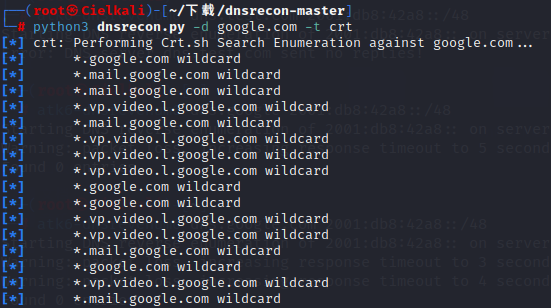 ┌──(root㉿Cielkali)-[~/下载/dnsrecon-master]
└─# python3 dnsrecon.py -d google.com -t crt
[*] crt: Performing Crt.sh Search Enumeration against google.com...
[*] *.google.com wildcard
[*] *.mail.google.com wildcard
[*] *.mail.google.com wildcard
[*] *.vp.video.l.google.com wildcard
[*] *.google.com wildcard
[*] *.vp.video.l.google.com wildcard
[*] *.vp.video.l.google.com wildcard
[*] *.vp.video.l.google.com wildcard
[*] *.google.com wildcard
[*] *.google.com wildcard
[*] *.vp.video.l.google.com wildcard
[*] *.vp.video.l.google.com wildcard
[*] *.mail.google.com wildcard
[*] *.google.com wildcard
[*] *.vp.video.l.google.com wildcard
[*] *.mail.google.com wildcard